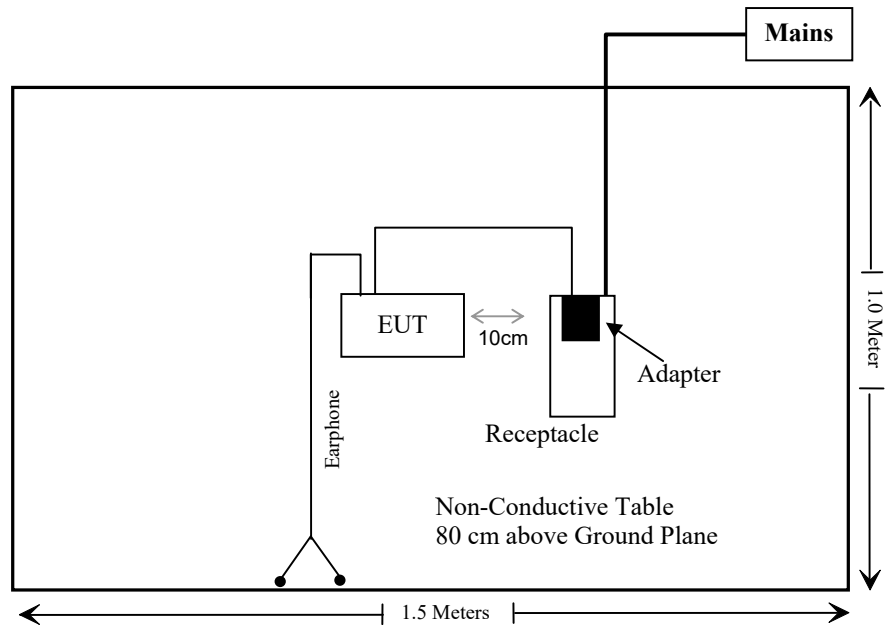 Mains
EUT
10cm
Adapter
Receptacle
Earphone
Non-Conductive Table
80 cm above Ground Plane
1.0 Meter
1.5 Meters